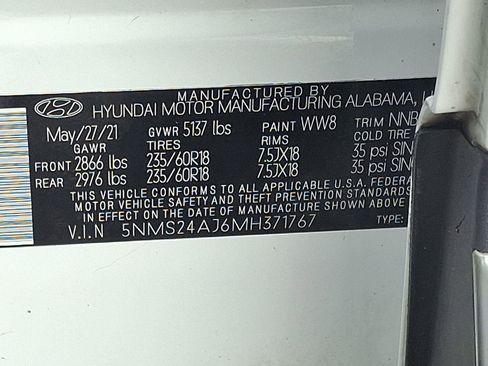 MANUFACTURED BY
HYUNDAI MOTOR MANUFACTURING ALABAMA,
May/27/21 GVWR 5137 lbs PAINT WW8 TRIM NNB
GAWR TIRES RIMS COLD TIRE
FRONT 2866 lbs 235/60R18 7.5JX18 35 psi SIN
REAR 2976 lbs 235/60R18 7.5JX18 35 psi SIN
THIS VEHICLE CONFORMS TO ALL APPLICABLE U.S.A. FEDERA
MOTOR VEHICLE SAFETY AND THEFT PREVENTION STANDARDS
IN EFFECT ON THE DATE OF MANUFACTURE SHOWN ABOVE.
V.I.N 5NMS24AJ6MH371767 TYPE: